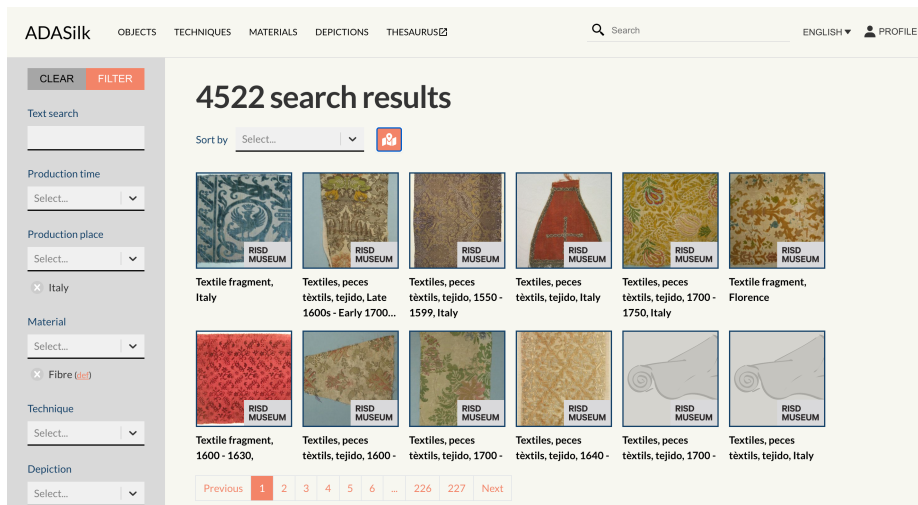 ADASilk OBJECTS TECHNIQUES MATERIALS DEPICTIONS THESAURUS Search ENGLISH PROFILE
CLEAR FILTER
Text search
Production time
Select...
Production place
Select...
Italy
Material
Select...
Fibre (def)
Technique
Select...
Depiction
Select...
4522 search results
Sort by Select...
RISD MUSEUM
RISD MUSEUM
RISD MUSEUM
RISD MUSEUM
RISD MUSEUM
RISD MUSEUM
Textile fragment,
Italy
Textiles, peces
tèxtils, tejido, Late
1600s - Early 1700...
Textiles, peces
tèxtils, tejido, 1550 -
1599, Italy
Textiles, peces
tèxtils, tejido, Italy
Textiles, peces
tèxtils, tejido, 1700 -
1750, Italy
Textile fragment,
Florence
RISD MUSEUM
RISD MUSEUM
RISD MUSEUM
RISD MUSEUM
RISD MUSEUM
RISD MUSEUM
Textile fragment,
1600 - 1630,
Textiles, peces
tèxtils, tejido, 1600 -
Textiles, peces
tèxtils, tejido, 1700 -
Textiles, peces
tèxtils, tejido, 1640 -
Textiles, peces
tèxtils, tejido, 1700 -
Textiles, peces
tèxtils, tejido, Italy
Previous 1 2 3 4 5 6 ... 226 227 Next